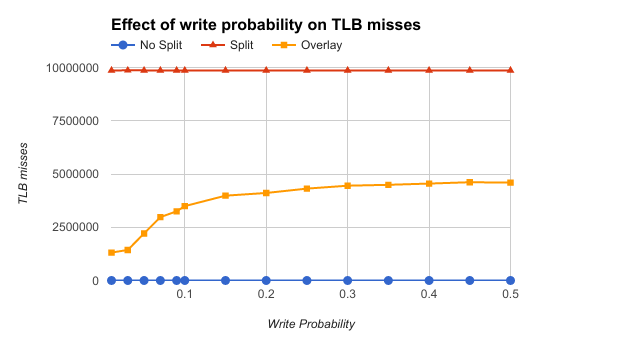 Effect of write probability on TLB misses
No Split Split Overlay
10000000
7500000
5000000
2500000
0
TLB misses
0.1 0.2 0.3 0.4 0.5
Write Probability